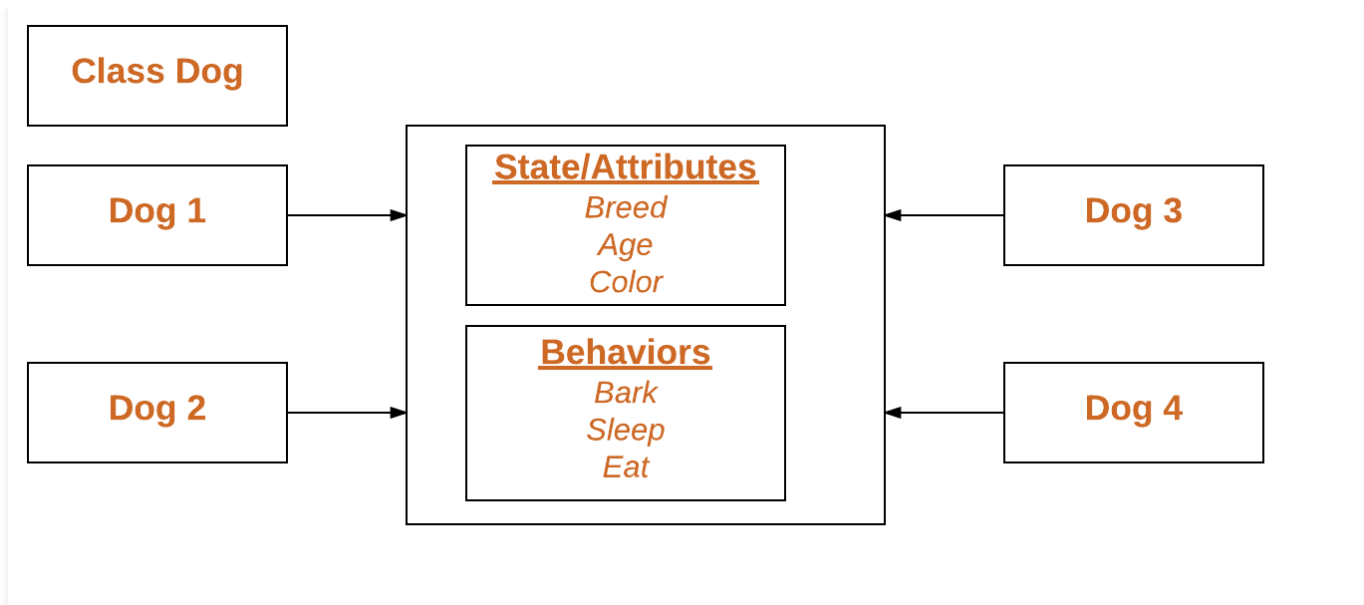 Class Dog
Dog 1
Dog 2
State/Attributes
Breed
Age
Color
Behaviors
Bark
Sleep
Eat
Dog 3
Dog 4